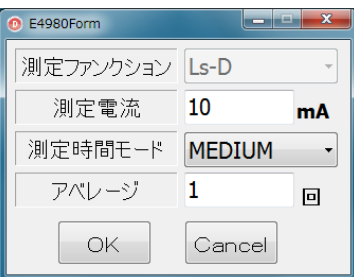 E4980Form
測定ファンクション Ls-D
測定電流 10 mA
測定時間モード MEDIUM
アベレージ 1 回
OK Cancel